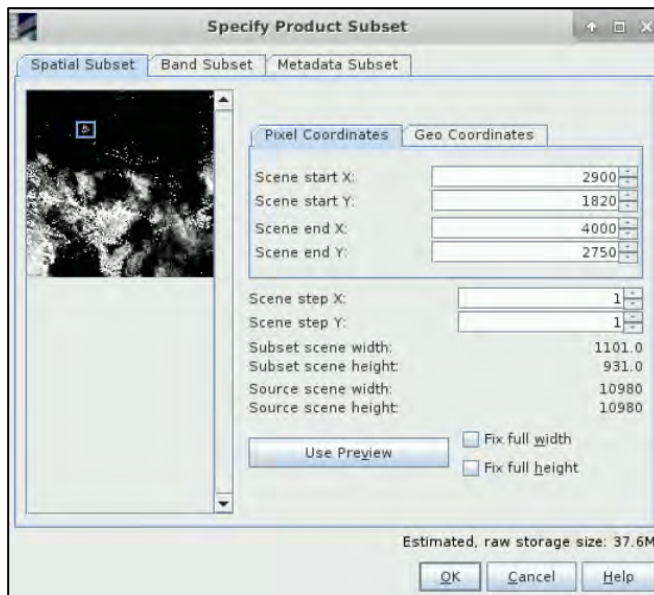 Specify Product Subset
Spatial Subset Band Subset Metadata Subset
Pixel Coordinates Geo Coordinates
Scene start X: 2900
Scene start Y: 1820
Scene end X: 4000
Scene end Y: 2750
Scene step X: 1
Scene step Y: 1
Subset scene width: 1101.0
Subset scene height: 931.0
Source scene width: 10980
Source scene height: 10980
Use Preview
Fix full width
Fix full height
Estimated, raw storage size: 37.6M
OK Cancel Help